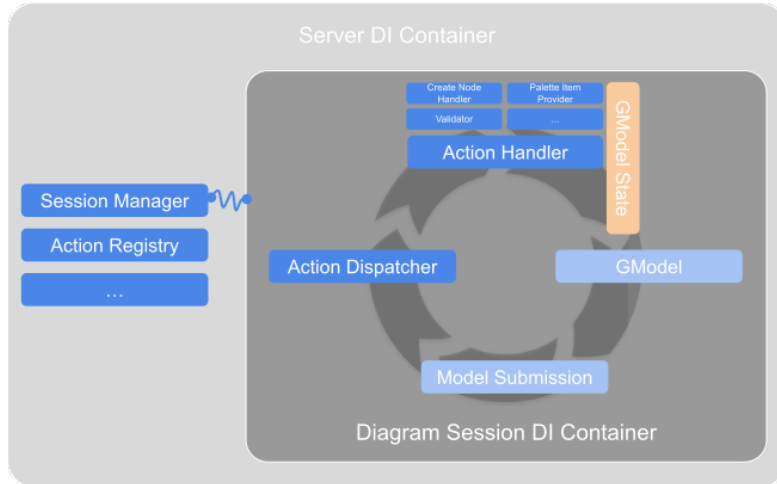 Server DI Container
Create Node
Handler
Palette Item
Provider
Validator
...
Action Handler
GModel State
Session Manager
Action Registry
...
Action Dispatcher
GModel
Model Submission
Diagram Session DI Container